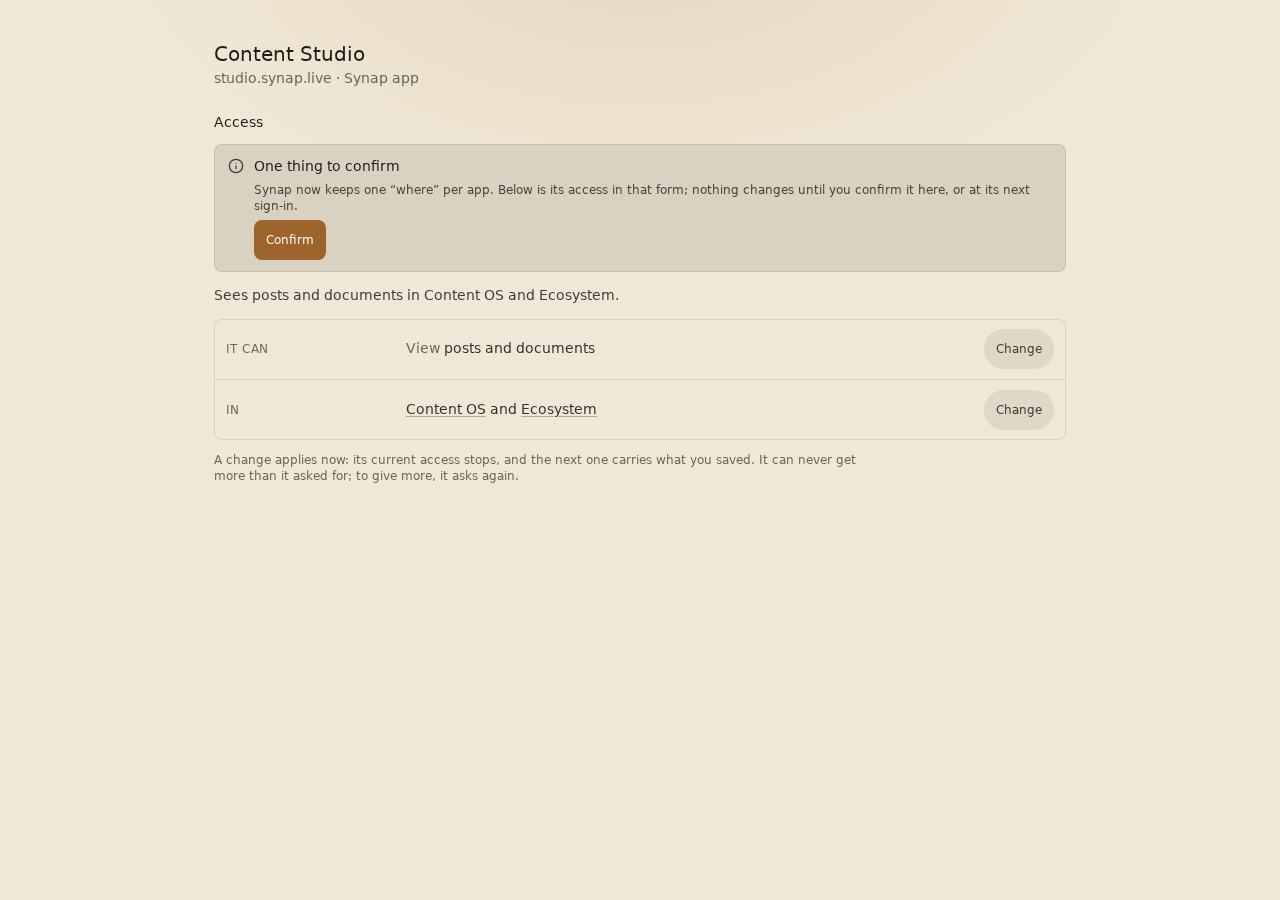 Content Studio
studio.synap.live · Synap app
Access
One thing to confirm
Synap now keeps one “where” per app. Below is its access in that form; nothing changes until you confirm it here, or at its next
sign-in.
Confirm
Sees posts and documents in Content OS and Ecosystem.
IT CAN View posts and documents Change
IN Content OS and Ecosystem Change
A change applies now: its current access stops, and the next one carries what you saved. It can never get
more than it asked for; to give more, it asks again.